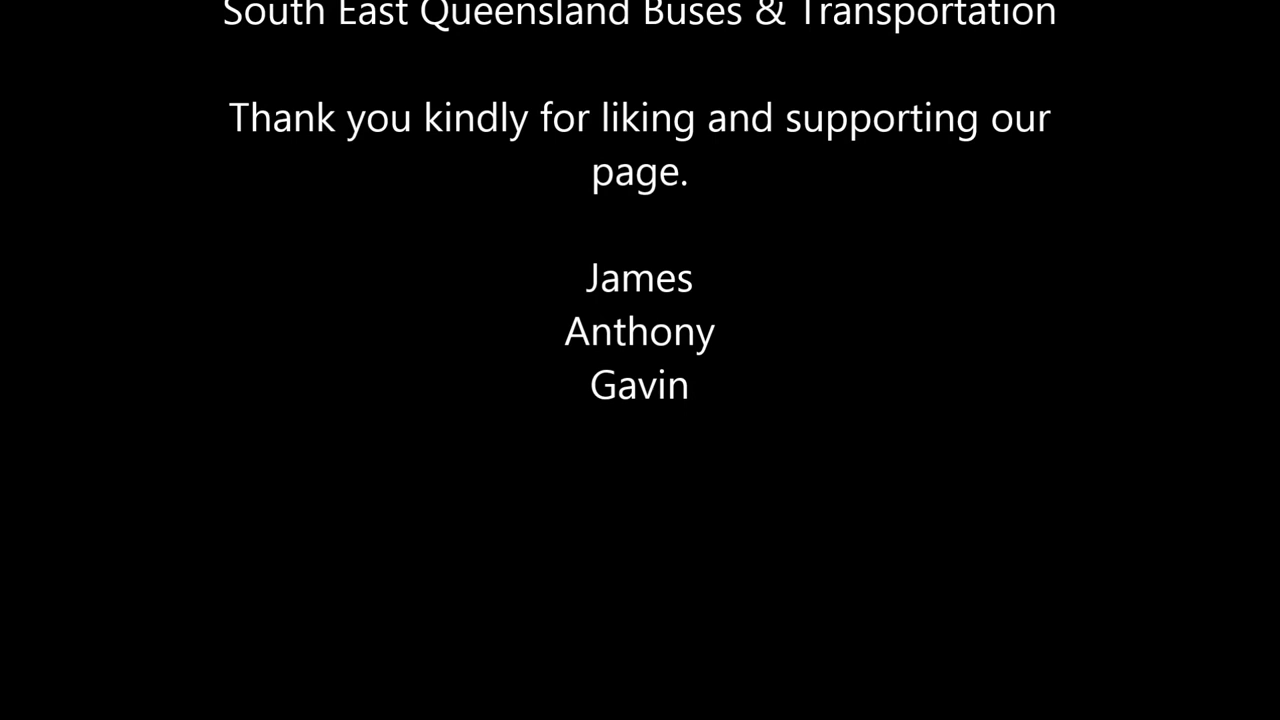 South East Queensland Buses & Transportation
Thank you kindly for liking and supporting our
page.
James
Anthony
Gavin